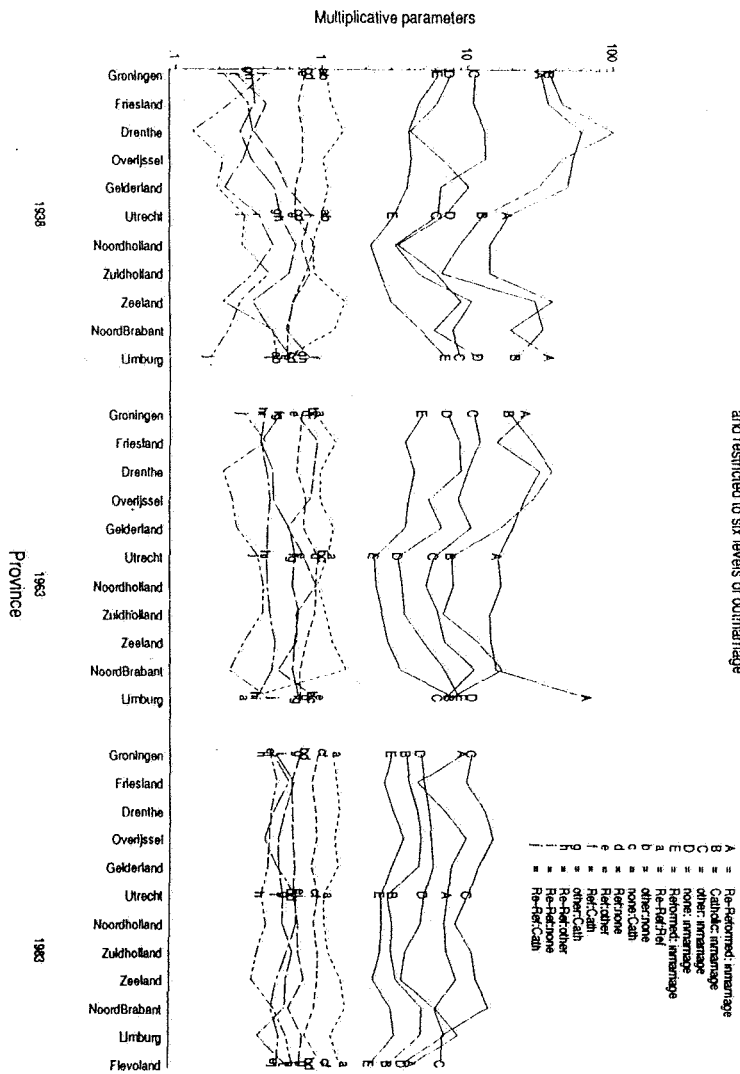 and restricted to six levels of outmarriage
Multiplicative parameters
.1
1
10
100
Groningen
Friesland
Drenthe
Overijssel
Gelderland
Utrecht
Noordholland
Zuidholland
Zeeland
NoordBrabant
Limburg
1938
Groningen
Friesland
Drenthe
Overijssel
Gelderland
Utrecht
Noordholland
Zuidholland
Zeeland
NoordBrabant
Limburg
1963
Groningen
Friesland
Drenthe
Overijssel
Gelderland
Utrecht
Noordholland
Zuidholland
Zeeland
NoordBrabant
Limburg
Flevoland
1983
Province
A = Re-Reformed: inmarriage
B = Catholic: inmarriage
C = other: inmarriage
D = none: inmarriage
E = Reformed: inmarriage
a = Re-Ref:Ref
b = other:none
c = none:Cath
d = Ref:none
e = Ref:other
f = Ref:Cath
g = other:Cath
h = Re-Ref:other
i = Re-Ref:none
j = Re-Ref:Cath